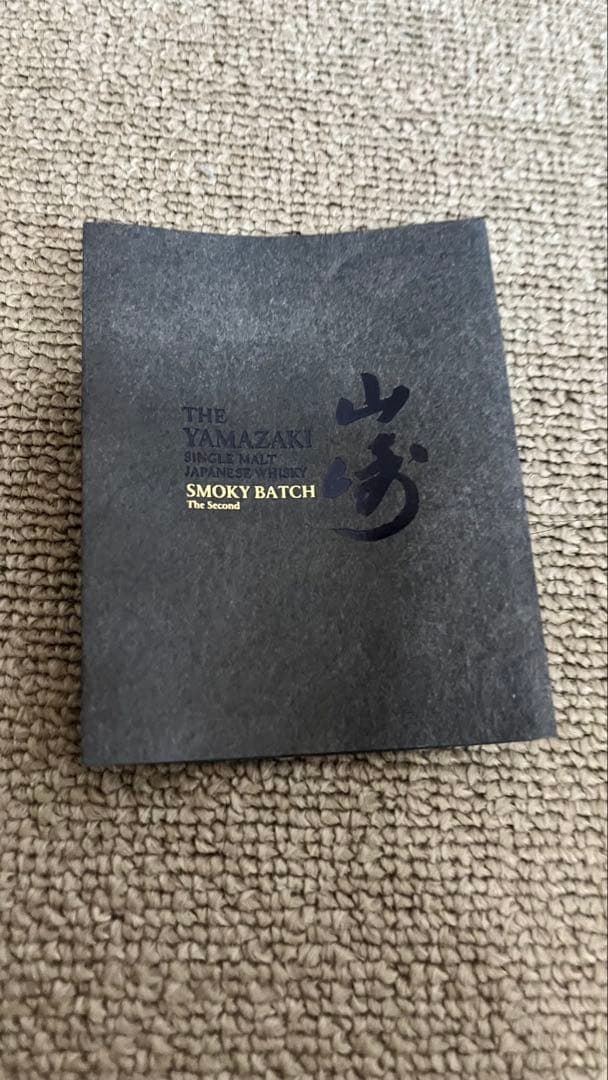 THE
YAMAZAKI
SINGLE MALT
JAPANESE WHISKY
SMOKY BATCH
The Second
山崎